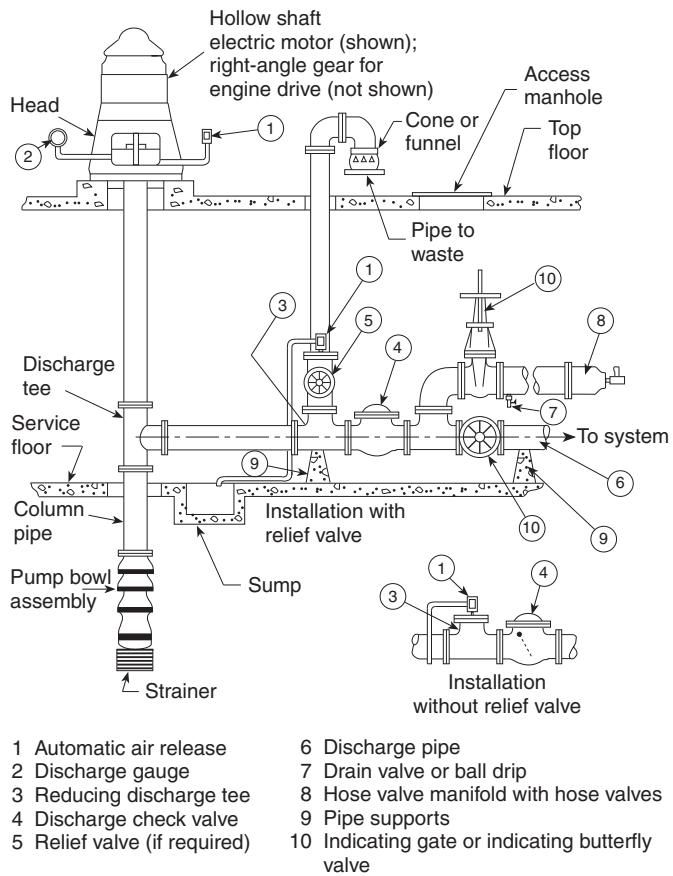 Hollow shaft
electric motor (shown);
right-angle gear for
engine drive (not shown)
Head
1
2
Cone or
funnel
Access
manhole
Top
floor
Pipe to
waste
1
3
5
4
10
8
Discharge
tee
7
Service
floor
To system
9
6
Column
pipe
Installation with
relief valve
10
9
Sump
Pump bowl
assembly
1
4
3
Strainer
Installation
without relief valve
1 Automatic air release
2 Discharge gauge
3 Reducing discharge tee
4 Discharge check valve
5 Relief valve (if required)
6 Discharge pipe
7 Drain valve or ball drip
8 Hose valve manifold with hose valves
9 Pipe supports
10 Indicating gate or indicating butterfly
valve